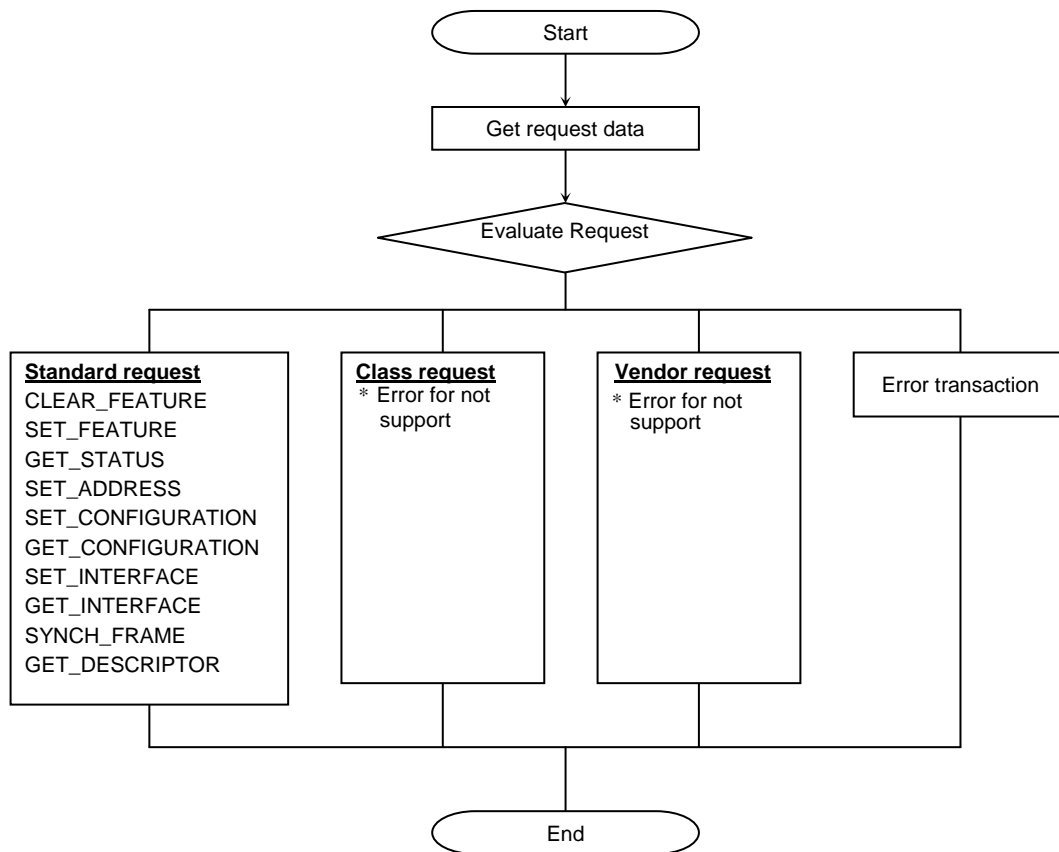 Start
Get request data
Evaluate Request
Standard request
CLEAR_FEATURE
SET_FEATURE
GET_STATUS
SET_ADDRESS
SET_CONFIGURATION
GET_CONFIGURATION
SET_INTERFACE
GET_INTERFACE
SYNCH_FRAME
GET_DESCRIPTOR
Class request
* Error for not
support
Vendor request
* Error for not
support
Error transaction
End